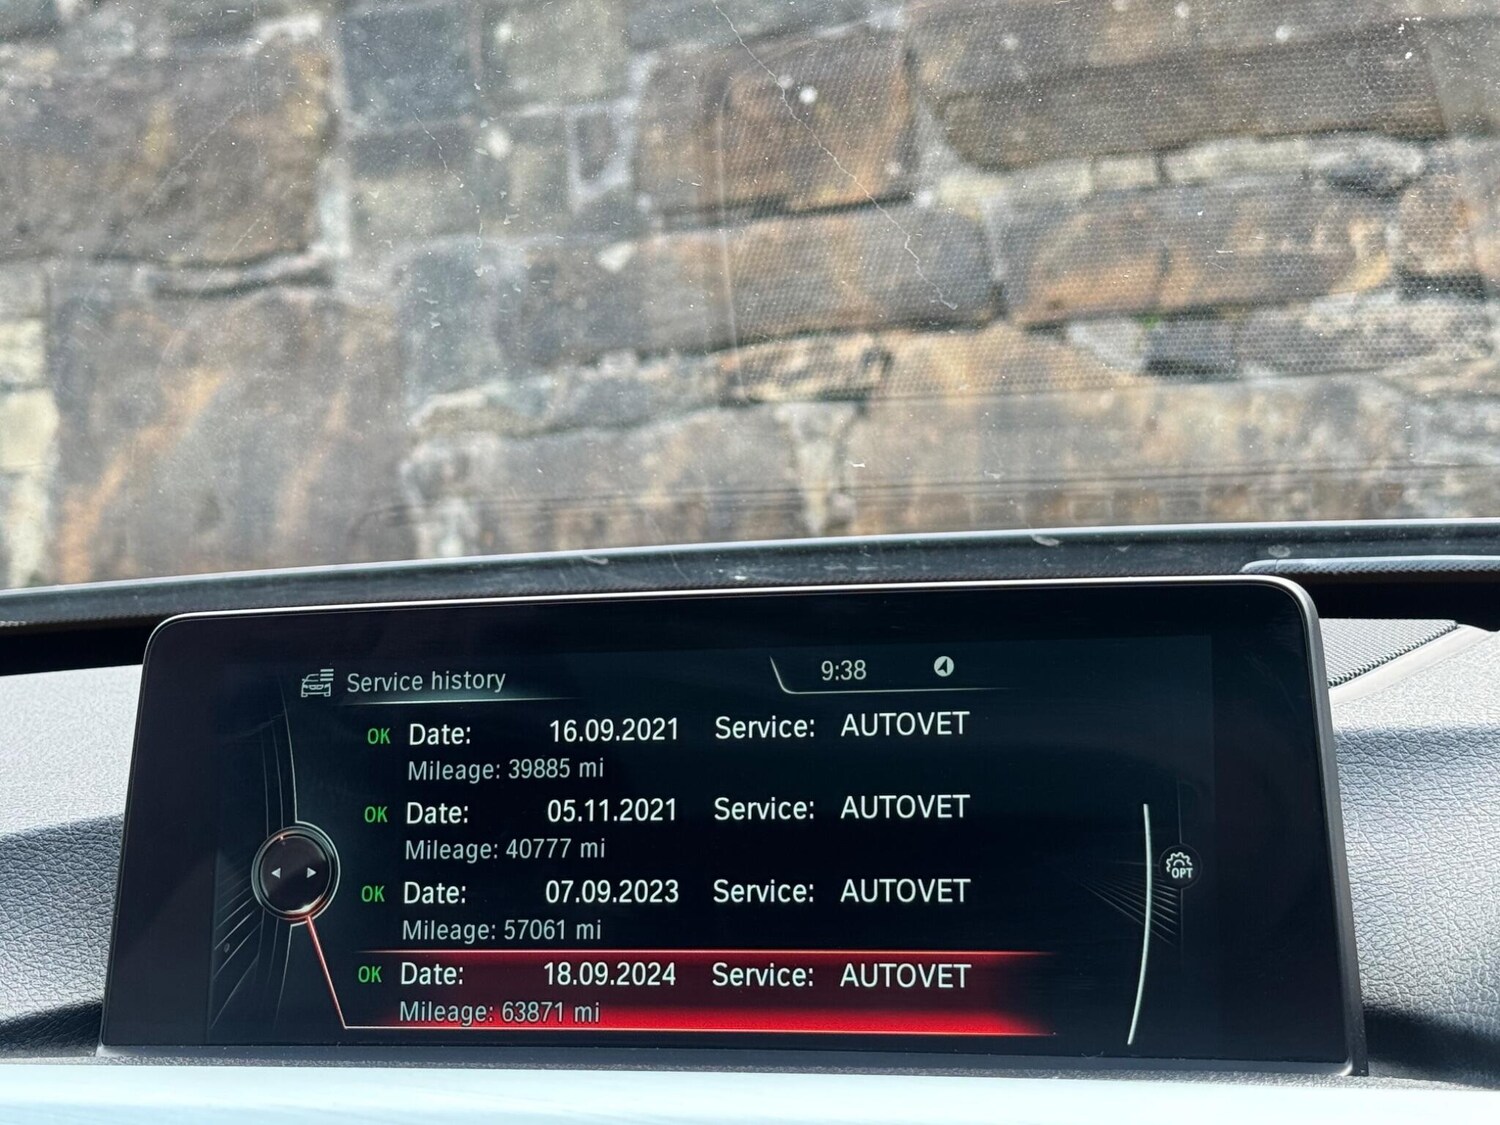 Service history 9:38
OK Date: 16.09.2021 Service: AUTOVET
Mileage: 39885 mi
OK Date: 05.11.2021 Service: AUTOVET
Mileage: 40777 mi
OK Date: 07.09.2023 Service: AUTOVET
Mileage: 57061 mi
OPT
OK Date: 18.09.2024 Service: AUTOVET
Mileage: 63871 mi